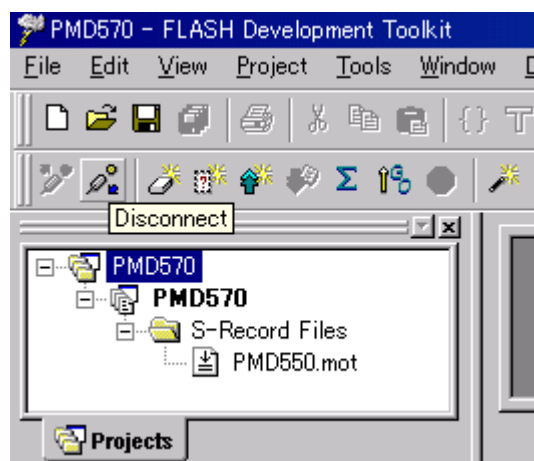 PMD570 - FLASH Development Toolkit
File Edit View Project Tools Window D
Disconnect
PMD570
PMD570
S-Record Files
PMD550.mot
Projects